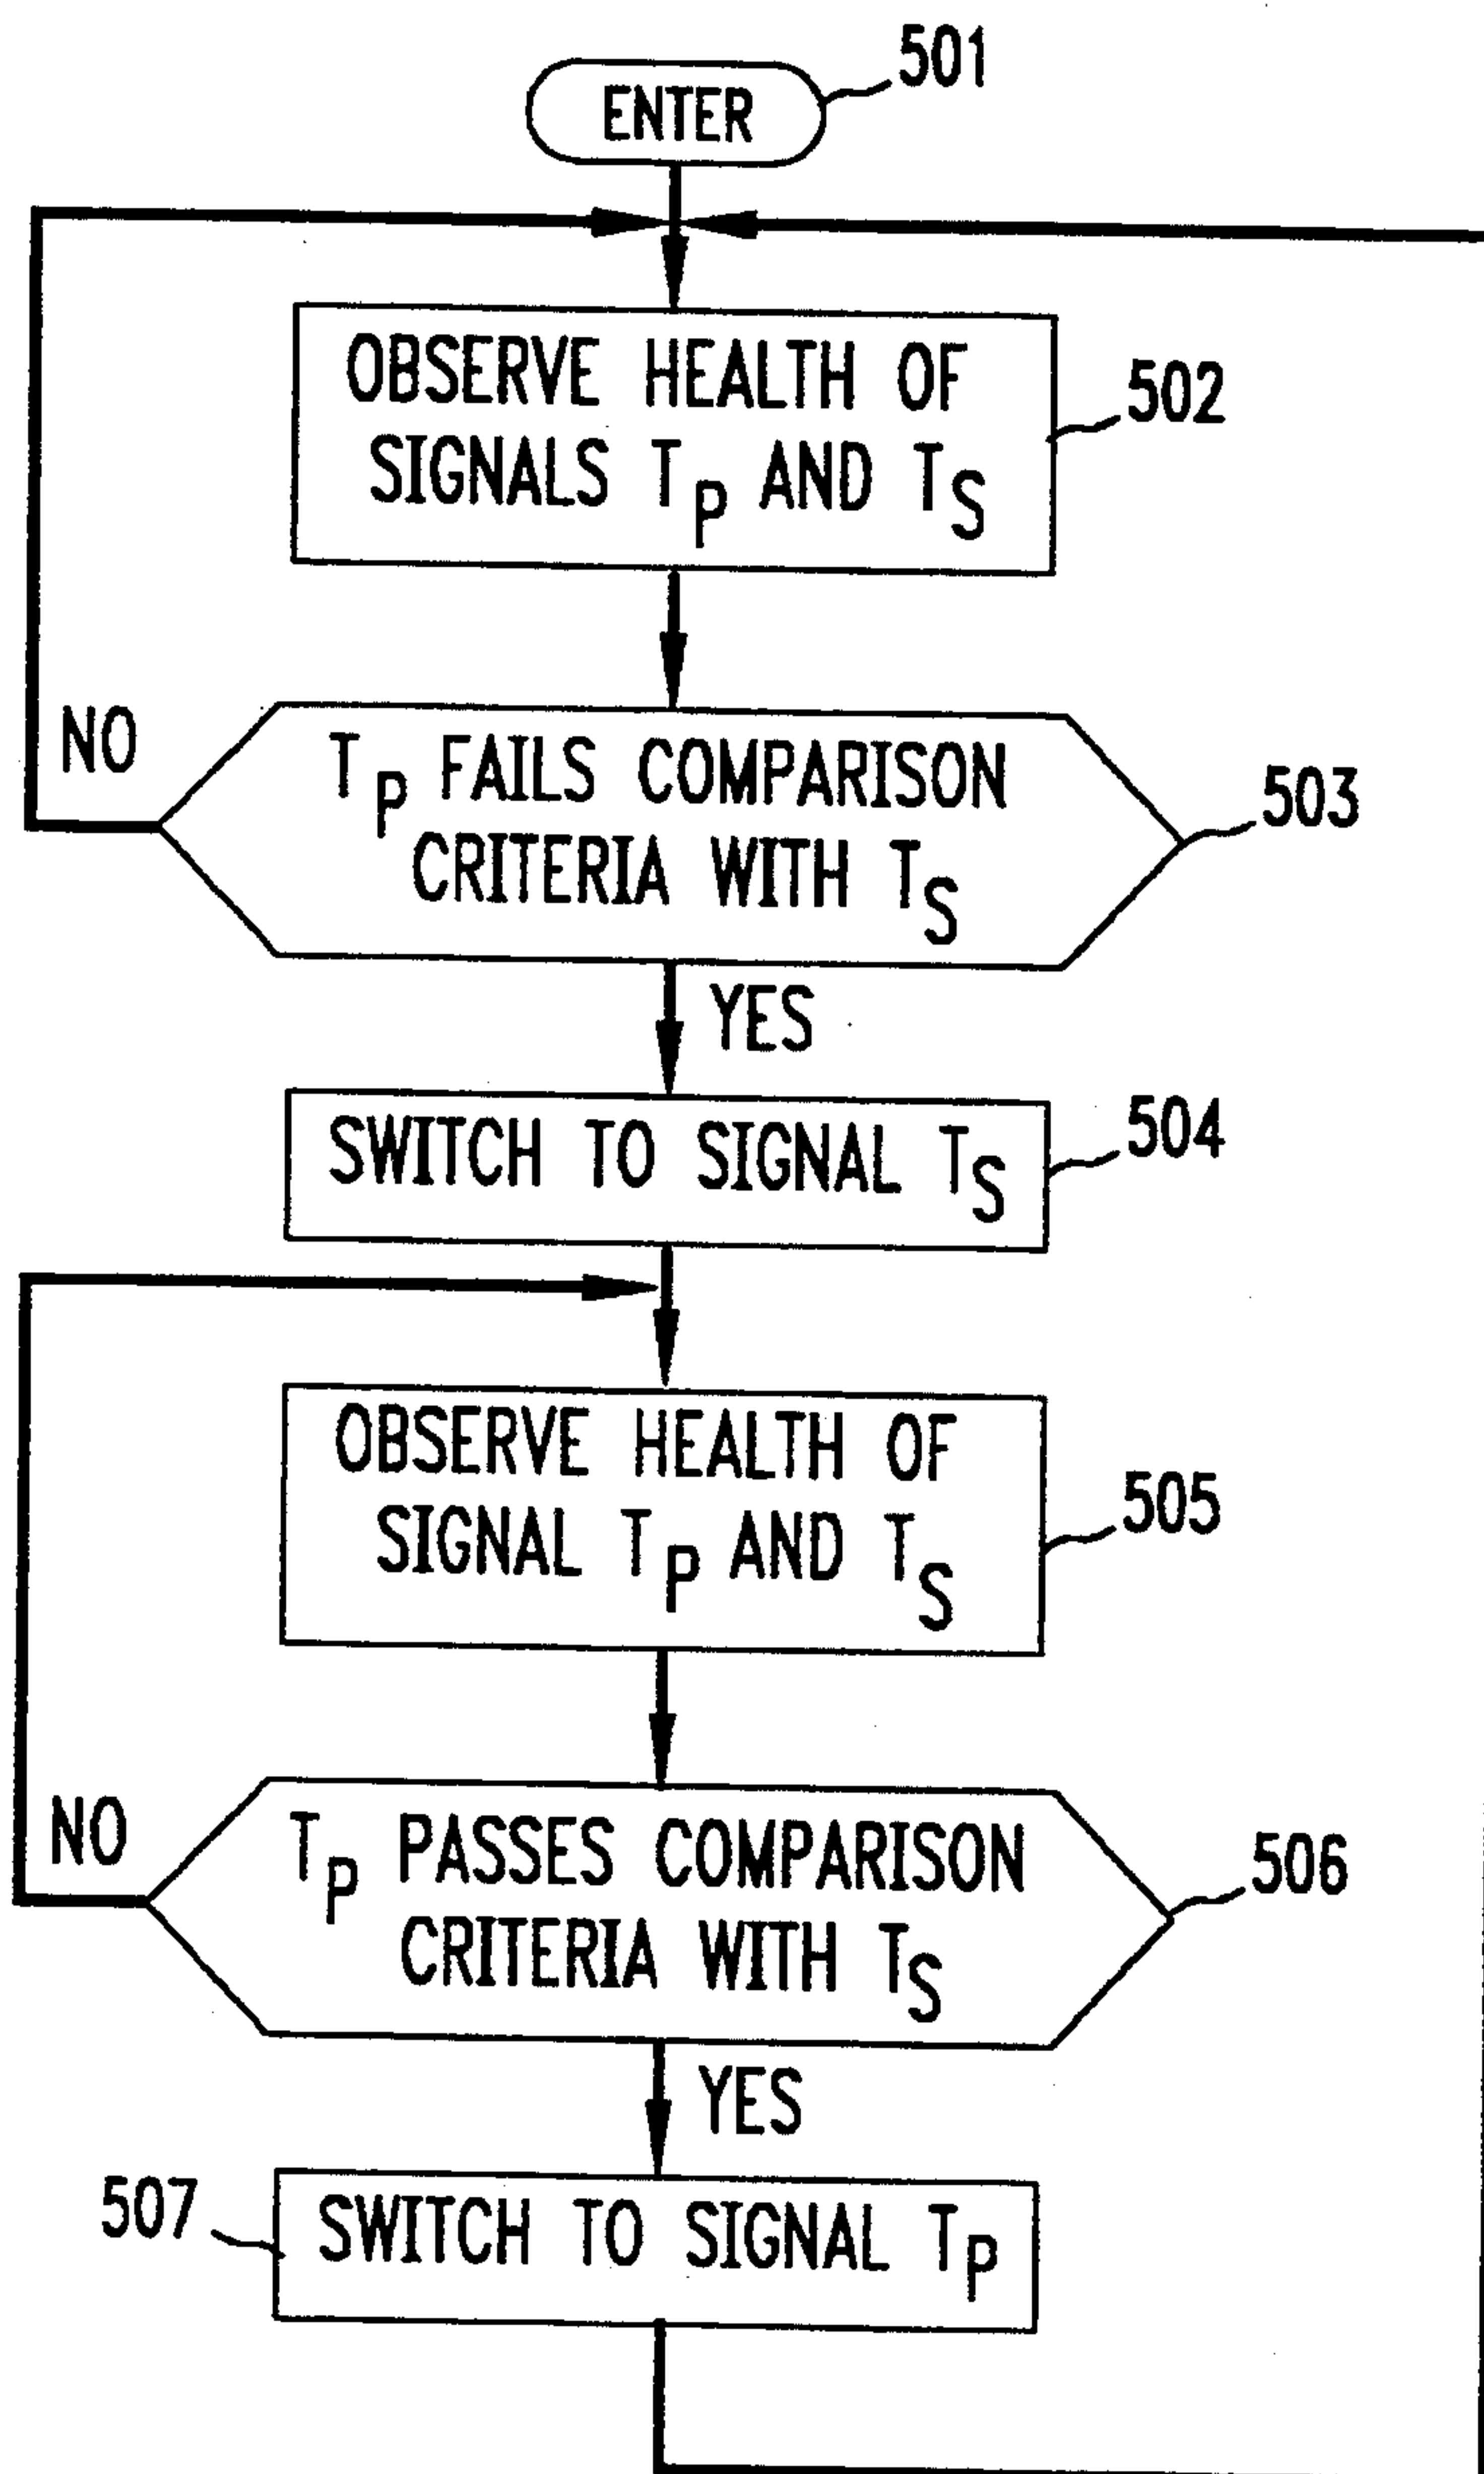 501
ENTER
OBSERVE HEALTH OF
SIGNALS TP AND TS
502
NO
TP FAILS COMPARISON
CRITERIA WITH TS
503
YES
SWITCH TO SIGNAL TS
504
OBSERVE HEALTH OF
SIGNAL TP AND TS
505
NO
TP PASSES COMPARISON
CRITERIA WITH TS
506
YES
507
SWITCH TO SIGNAL TP